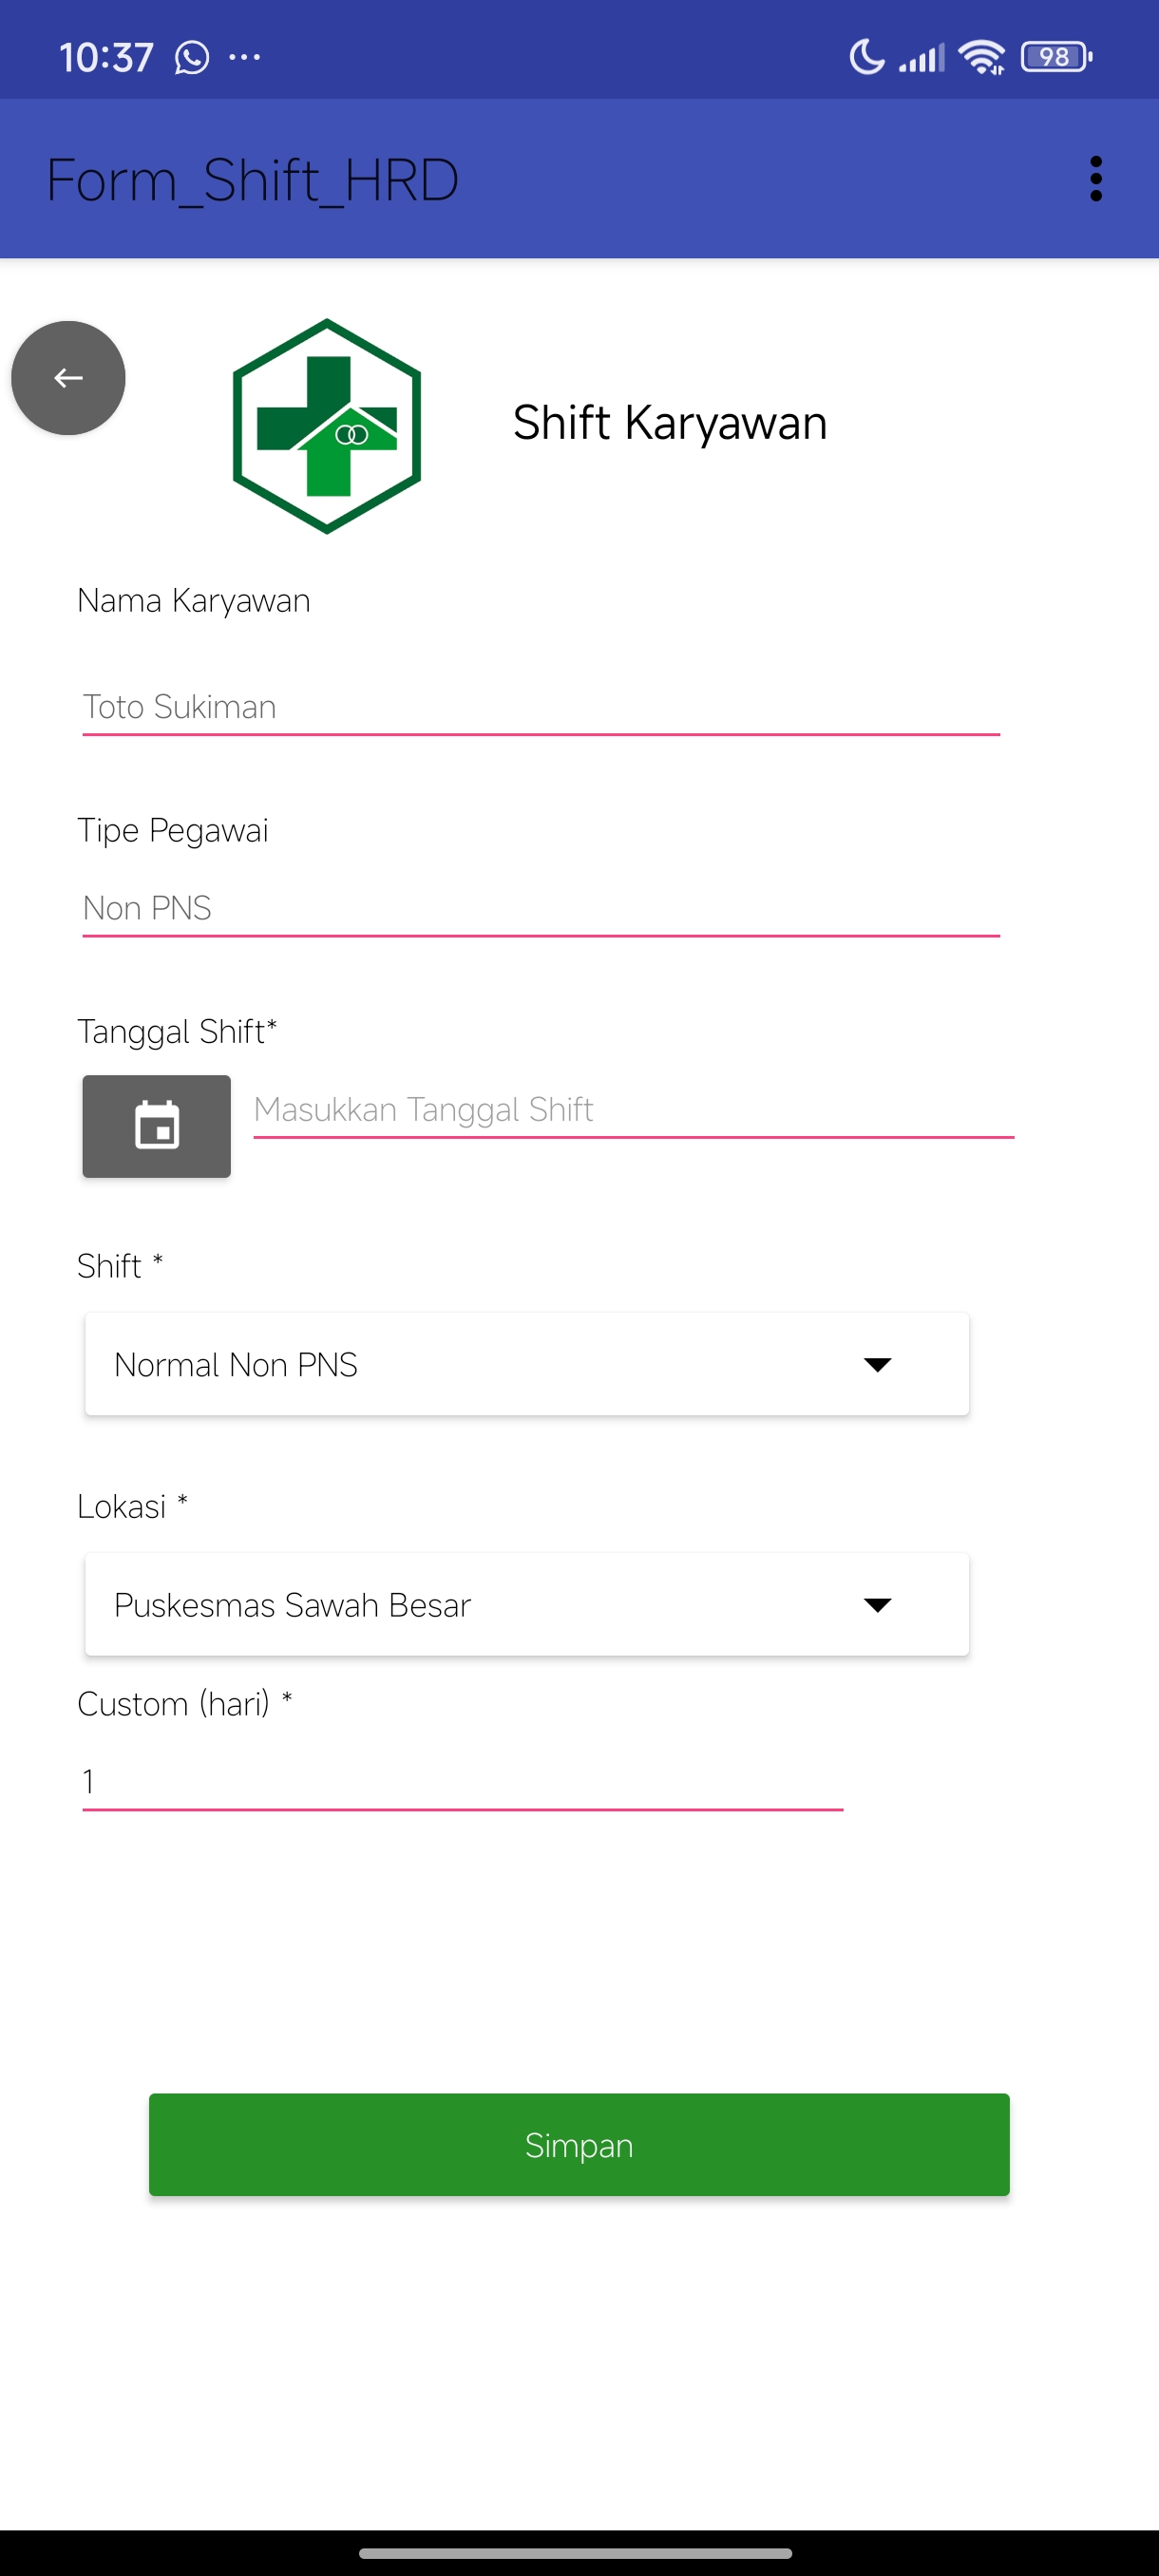 10:37
98
Form_Shift_HRD
Shift Karyawan
Nama Karyawan
Toto Sukiman
Tipe Pegawai
Non PNS
Tanggal Shift*
Masukkan Tanggal Shift
Shift *
Normal Non PNS
Lokasi *
Puskesmas Sawah Besar
Custom (hari) *
1
Simpan